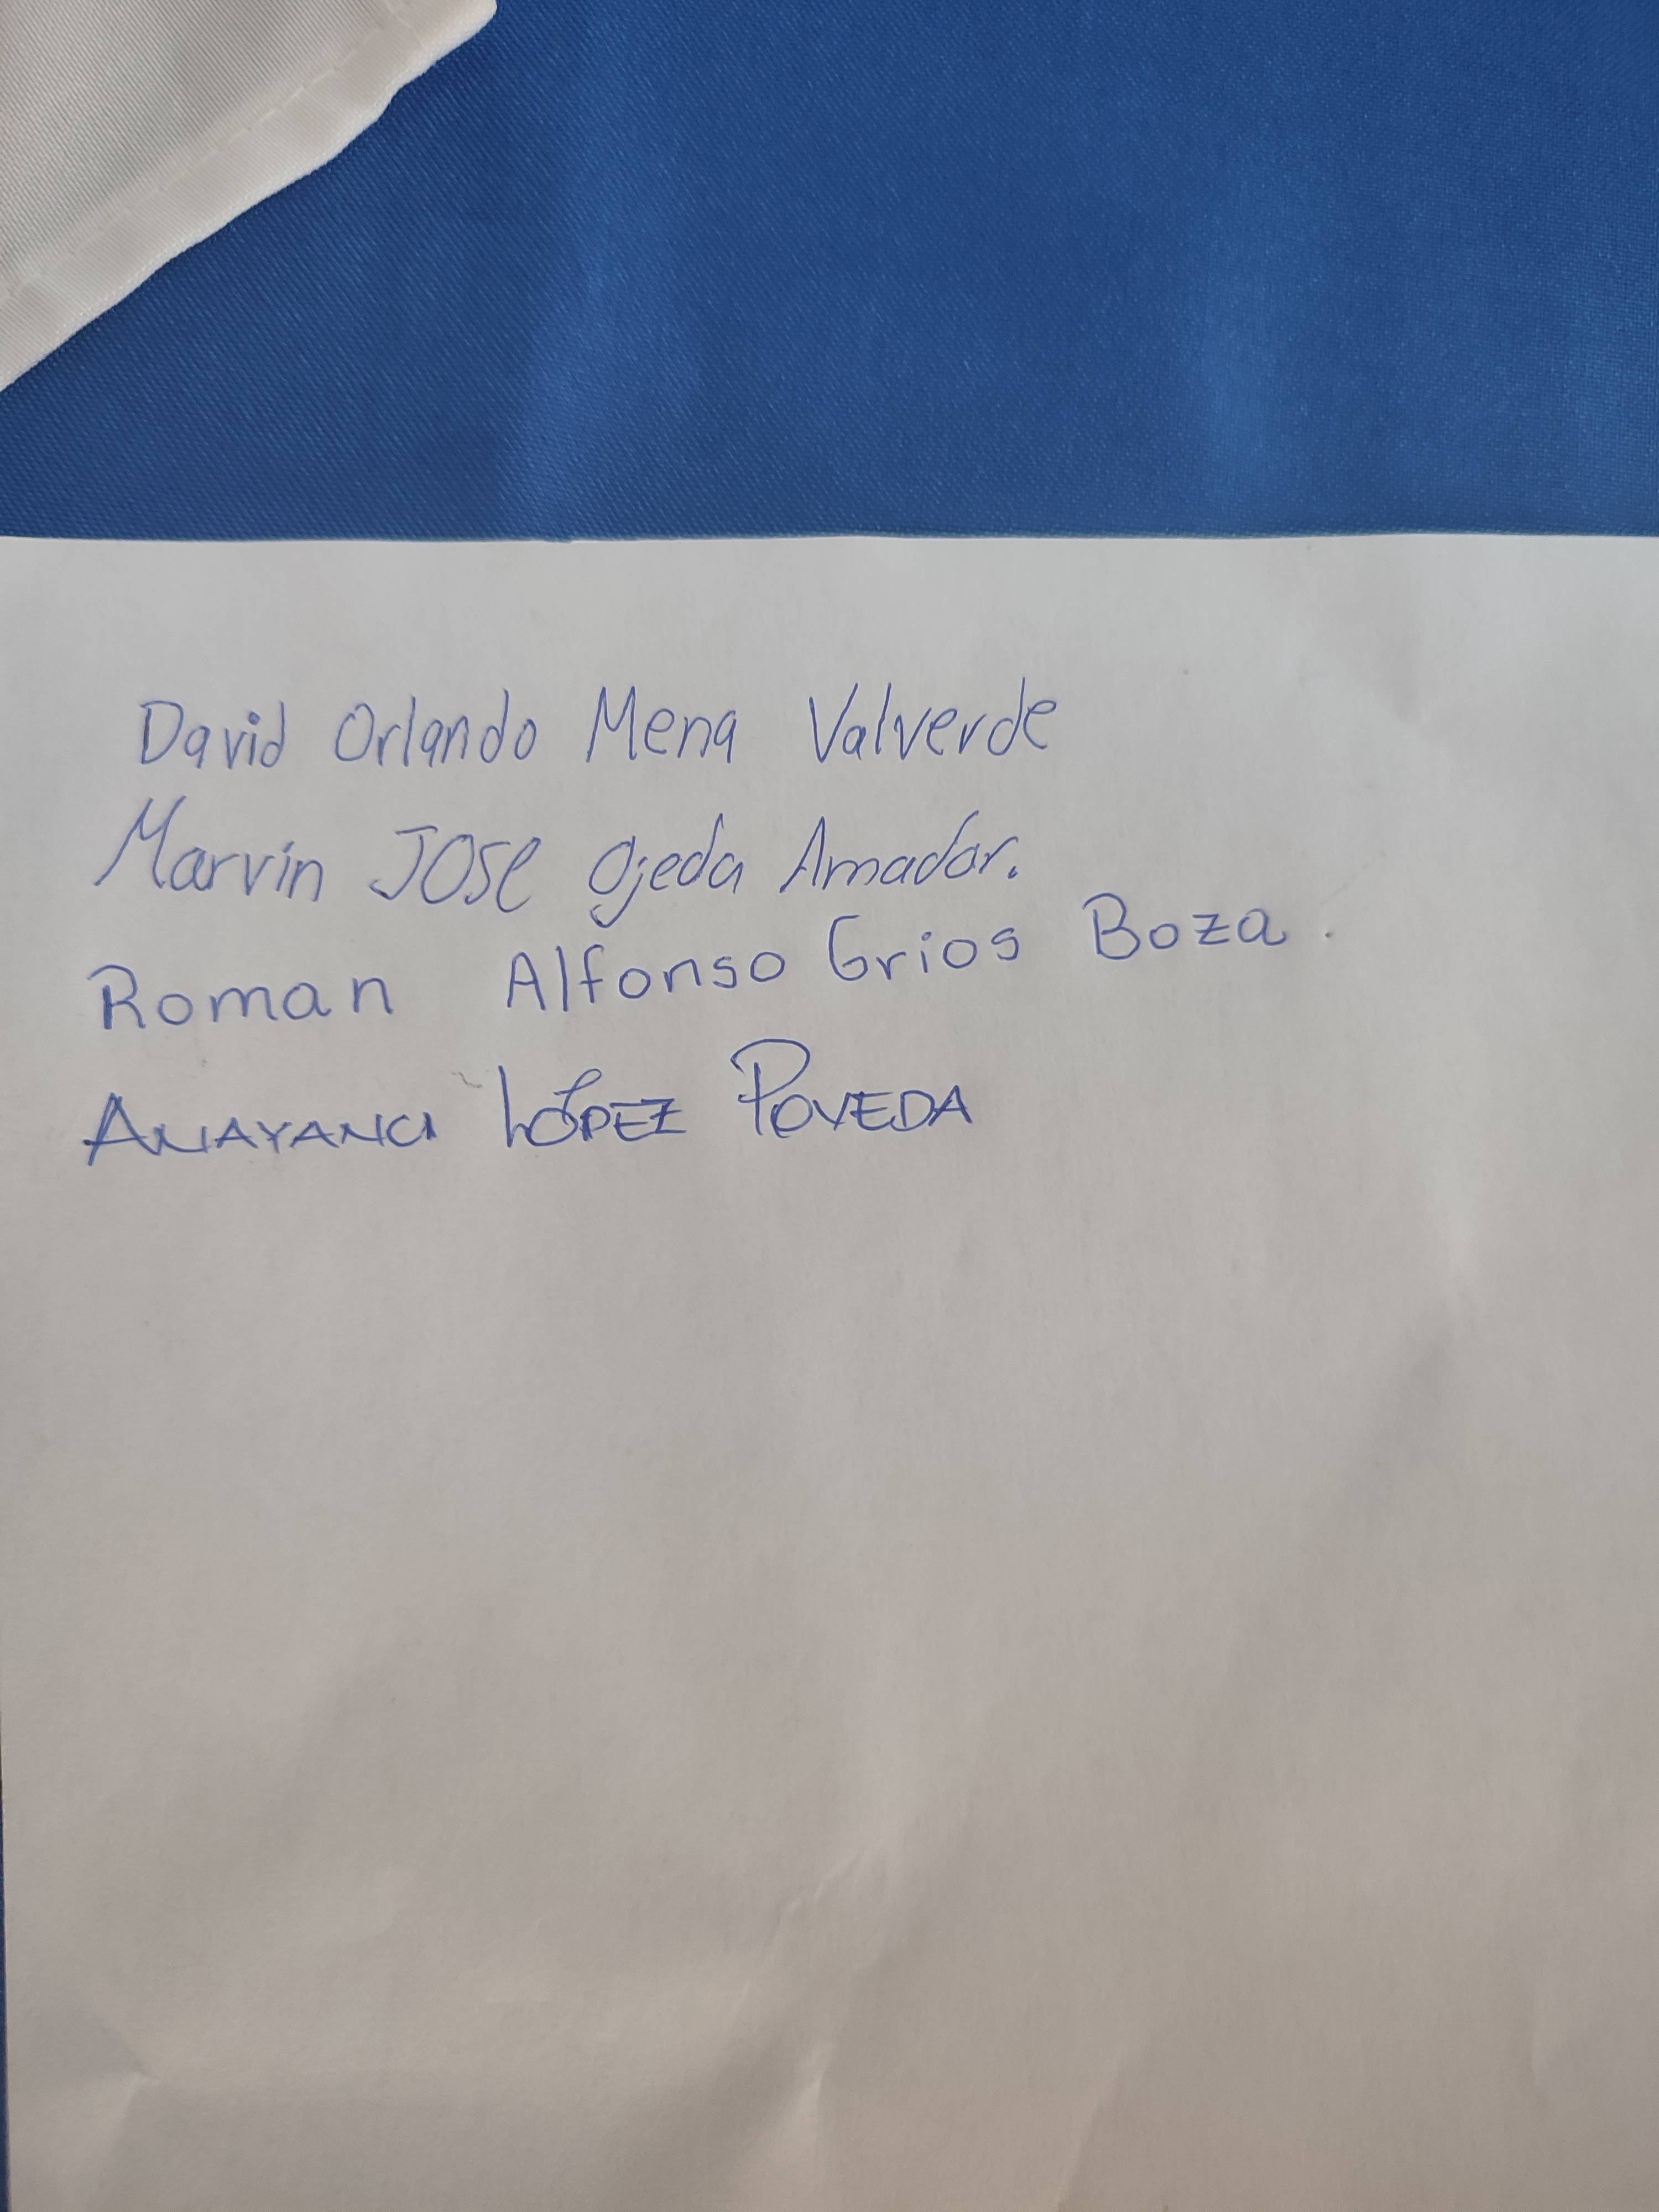 David Orlando Mena Valverde
Marvin JOSE Ojeda Amador.
Roman Alfonso Grios Boza.
ANAYANCI LÓPEZ POVEDA